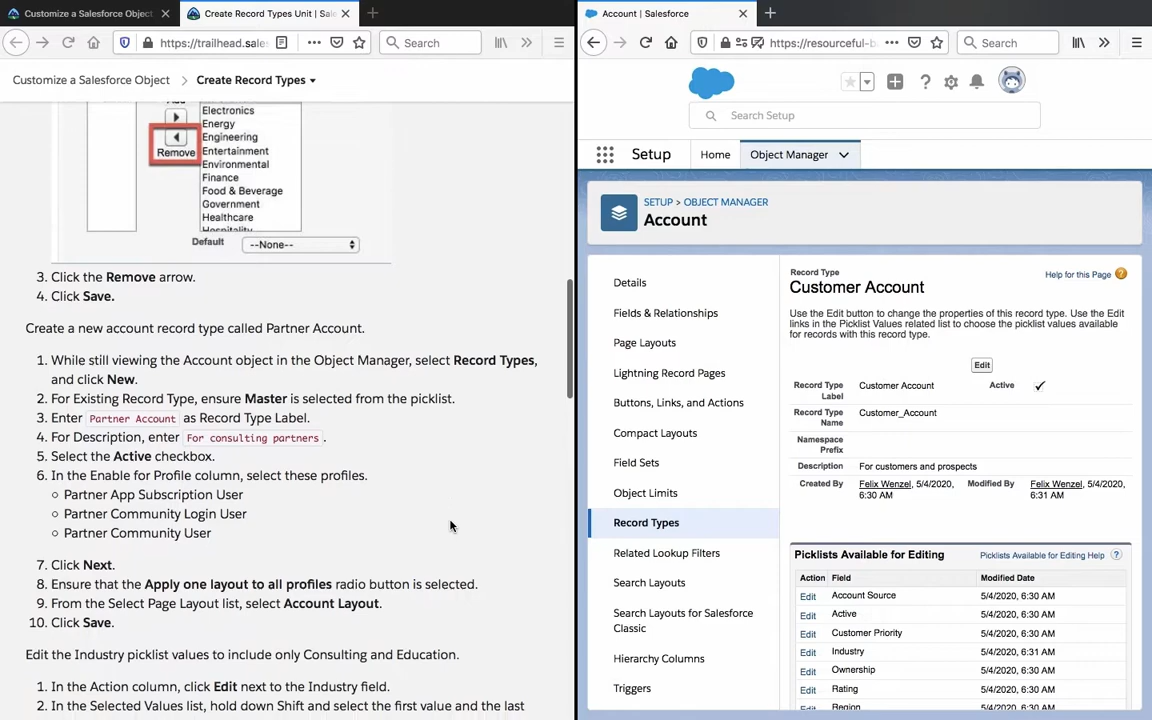 Customize a Salesforce Object
Create Record Types Unit | Sale
https://trailhead.sales
Search
Customize a Salesforce Object
Create Record Types
Electronics
Energy
Engineering
Entertainment
Environmental
Finance
Food & Beverage
Government
Healthcare
Remove
Default
--None--
3. Click the Remove arrow.
4. Click Save.
Create a new account record type called Partner Account.
1. While still viewing the Account object in the Object Manager, select Record Types,
and click New.
2. For Existing Record Type, ensure Master is selected from the picklist.
3. Enter Partner Account as Record Type Label.
4. For Description, enter For consulting partners.
5. Select the Active checkbox.
6. In the Enable for Profile column, select these profiles.
Partner App Subscription User
Partner Community Login User
Partner Community User
7. Click Next.
8. Ensure that the Apply one layout to all profiles radio button is selected.
9. From the Select Page Layout list, select Account Layout.
10. Click Save.
Edit the Industry picklist values to include only Consulting and Education.
1. In the Action column, click Edit next to the Industry field.
2. In the Selected Values list, hold down Shift and select the first value and the last
Account | Salesforce
https://resourceful-b
Search
Search Setup
Setup
Home
Object Manager
SETUP > OBJECT MANAGER
Account
Details
Fields & Relationships
Page Layouts
Lightning Record Pages
Buttons, Links, and Actions
Compact Layouts
Field Sets
Object Limits
Record Types
Related Lookup Filters
Search Layouts
Search Layouts for Salesforce
Classic
Hierarchy Columns
Triggers
Record Type
Customer Account
Help for this Page
Use the Edit button to change the properties of this record type. Use the Edit
links in the Picklist Values related list to choose the picklist values available
for records with this record type.
Edit
Record Type Label
Customer Account
Active
Record Type Name
Customer_Account
Namespace Prefix
Description
For customers and prospects
Created By
Felix Wenzel, 5/4/2020, 6:30 AM
Modified By
Felix Wenzel, 5/4/2020, 6:31 AM
Picklists Available for Editing
Picklists Available for Editing Help
Action Field Modified Date
Edit Account Source 5/4/2020, 6:30 AM
Edit Active 5/4/2020, 6:30 AM
Edit Customer Priority 5/4/2020, 6:30 AM
Edit Industry 5/4/2020, 6:31 AM
Edit Ownership 5/4/2020, 6:30 AM
Edit Rating 5/4/2020, 6:30 AM
Edit Region 5/4/2020, 6:30 AM